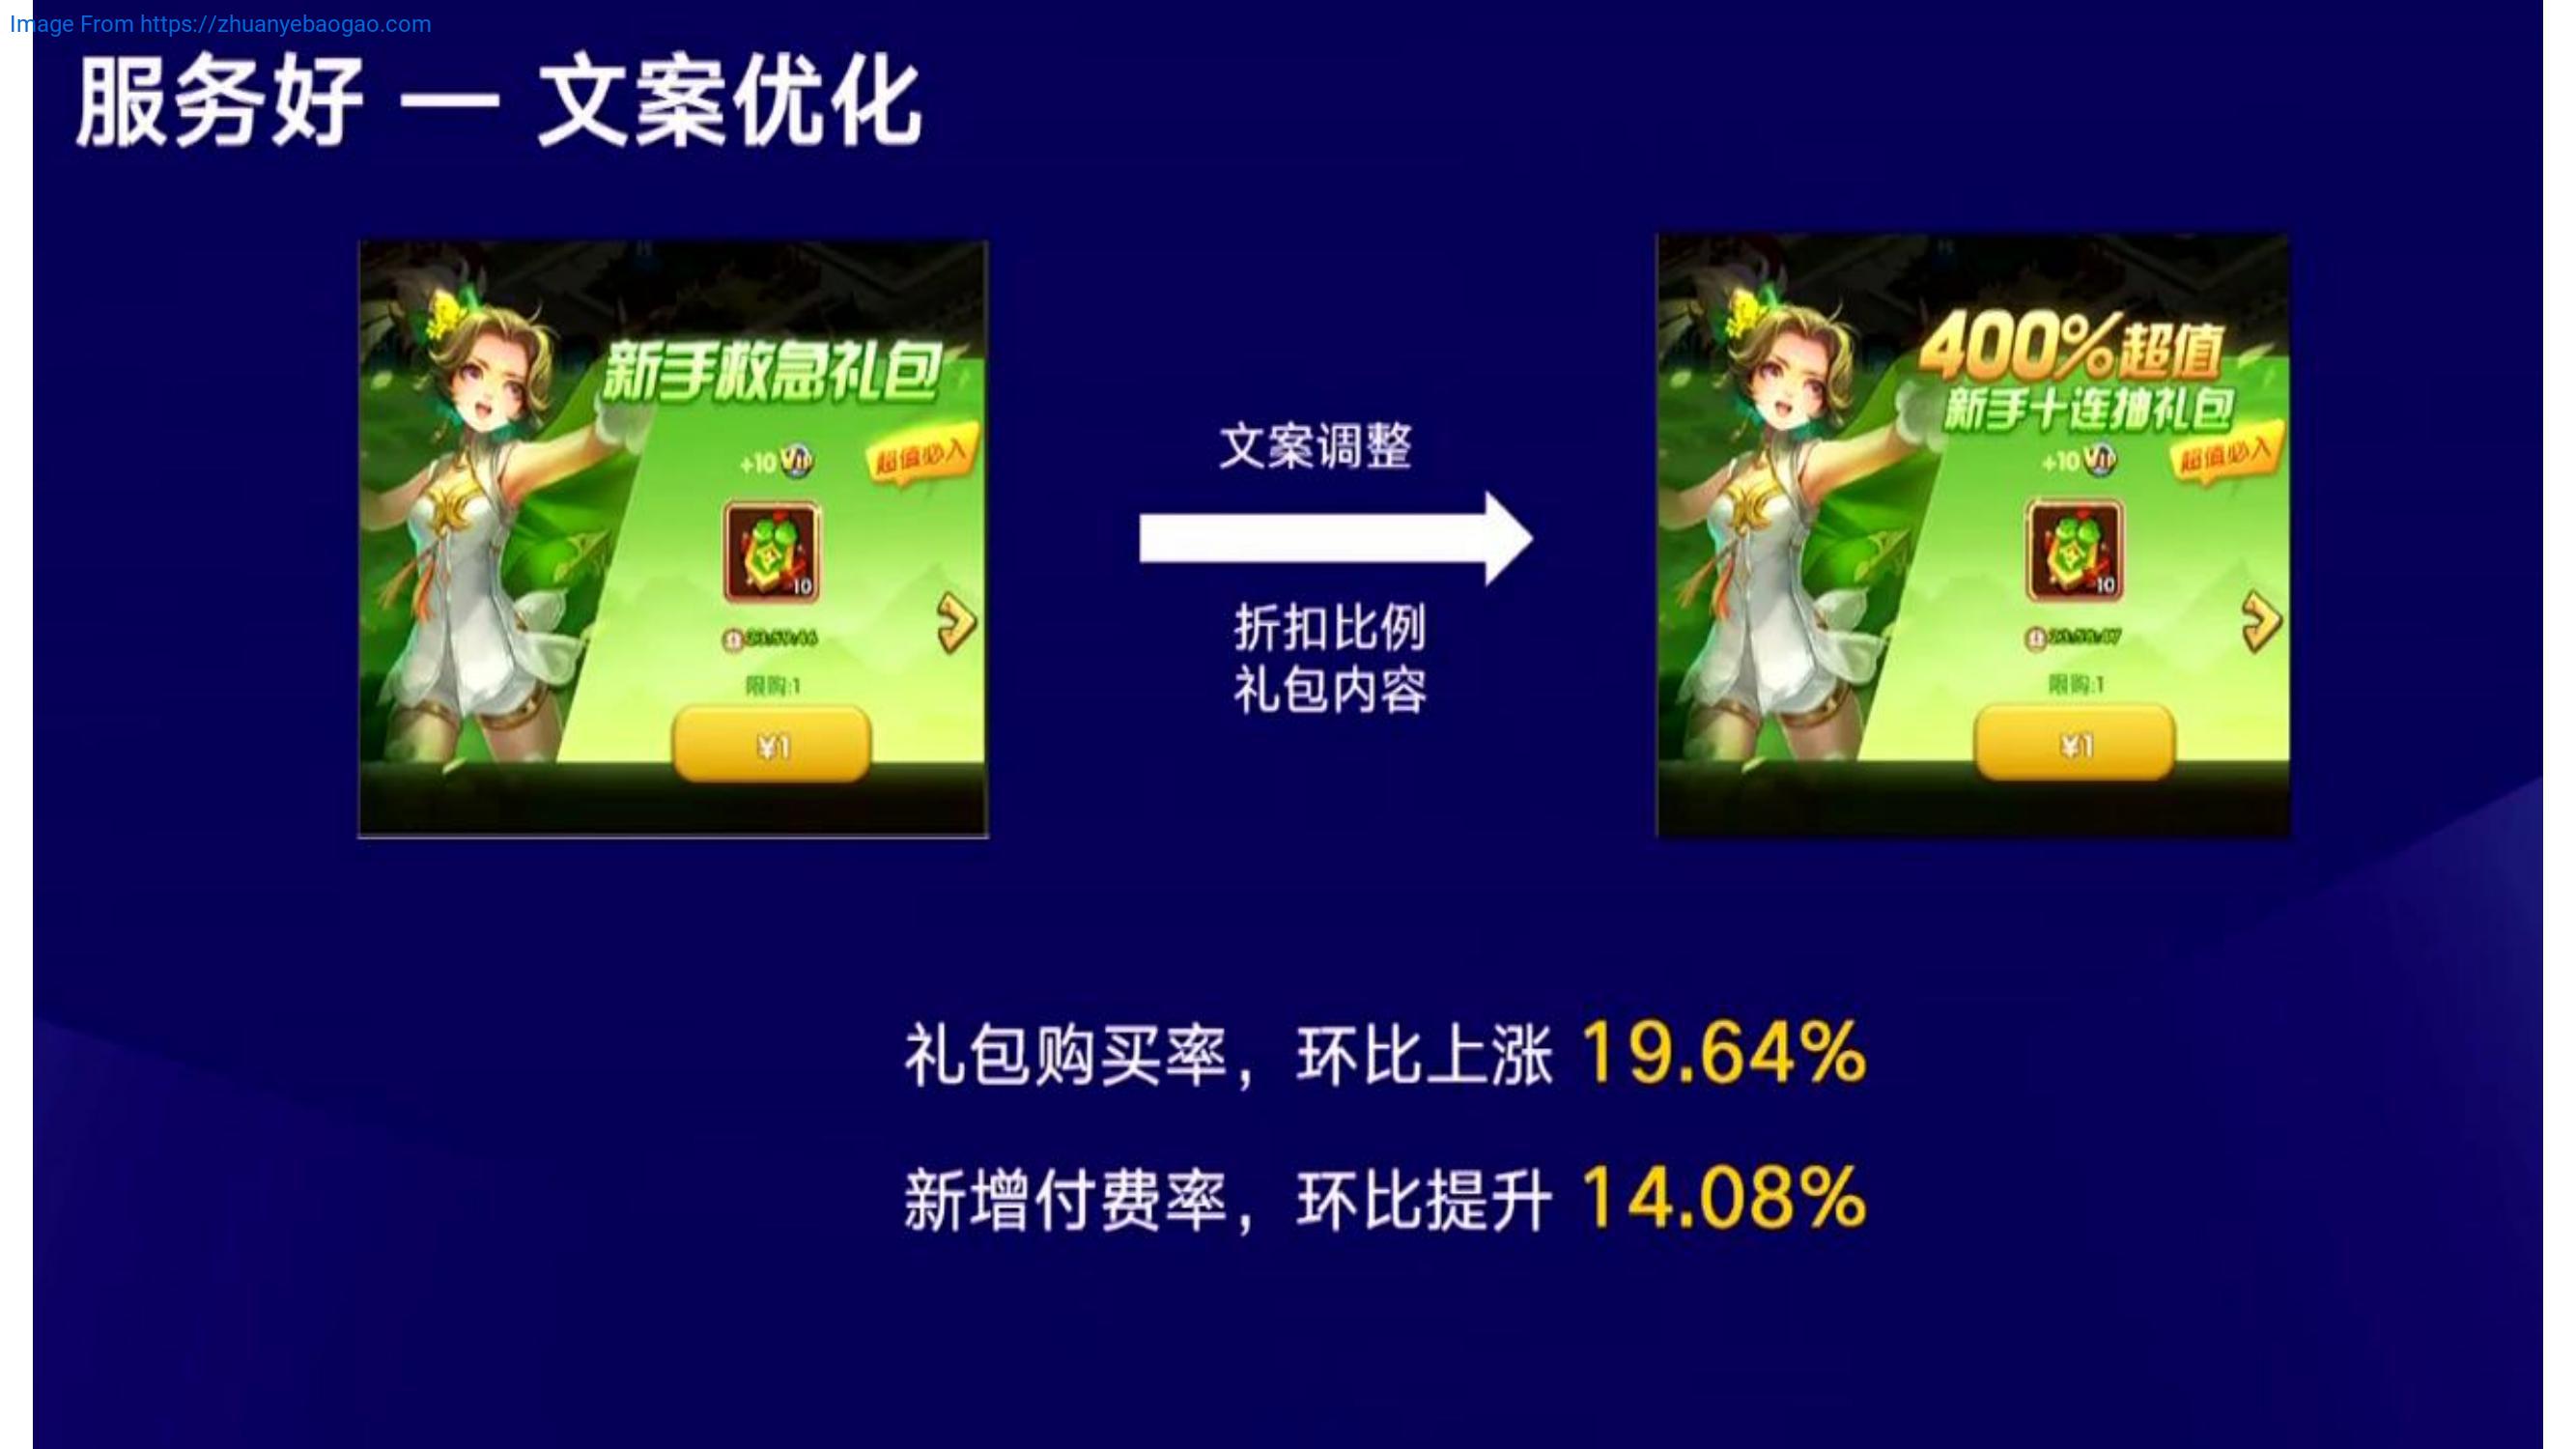 Image From https://zhuanyebaogao.com
服务好 — 文案优化
新手救急礼包
+10 Vip
超值必入
10
限购:1
¥1
文案调整
折扣比例
礼包内容
400%超值
新手十连抽礼包
+10 Vip
超值必入
10
限购:1
¥1
礼包购买率，环比上涨 19.64%
新增付费率，环比提升 14.08%